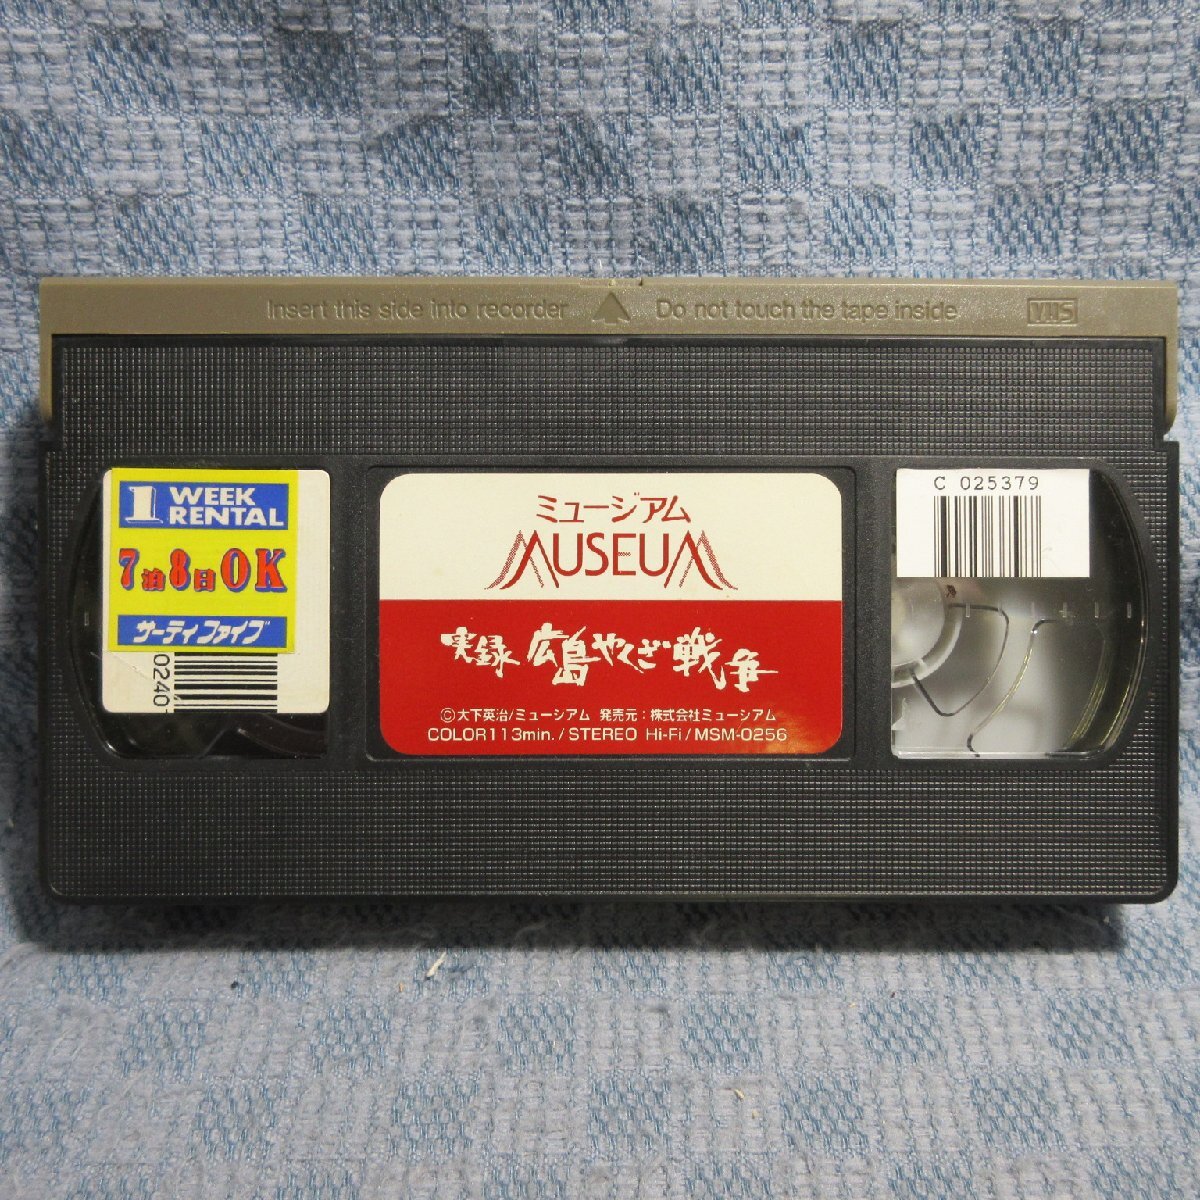 Insert this side into recorder
Do not touch the tape inside
VHS
1 WEEK RENTAL
7泊8日OK
サーティファイブ
ミュージアム
MUSEUM
実録 広島やくざ戦争
©大下英治/ミュージアム 発売元：株式会社ミュージアム
COLOR113min./STEREO Hi-Fi/MSM-0256
C 025379